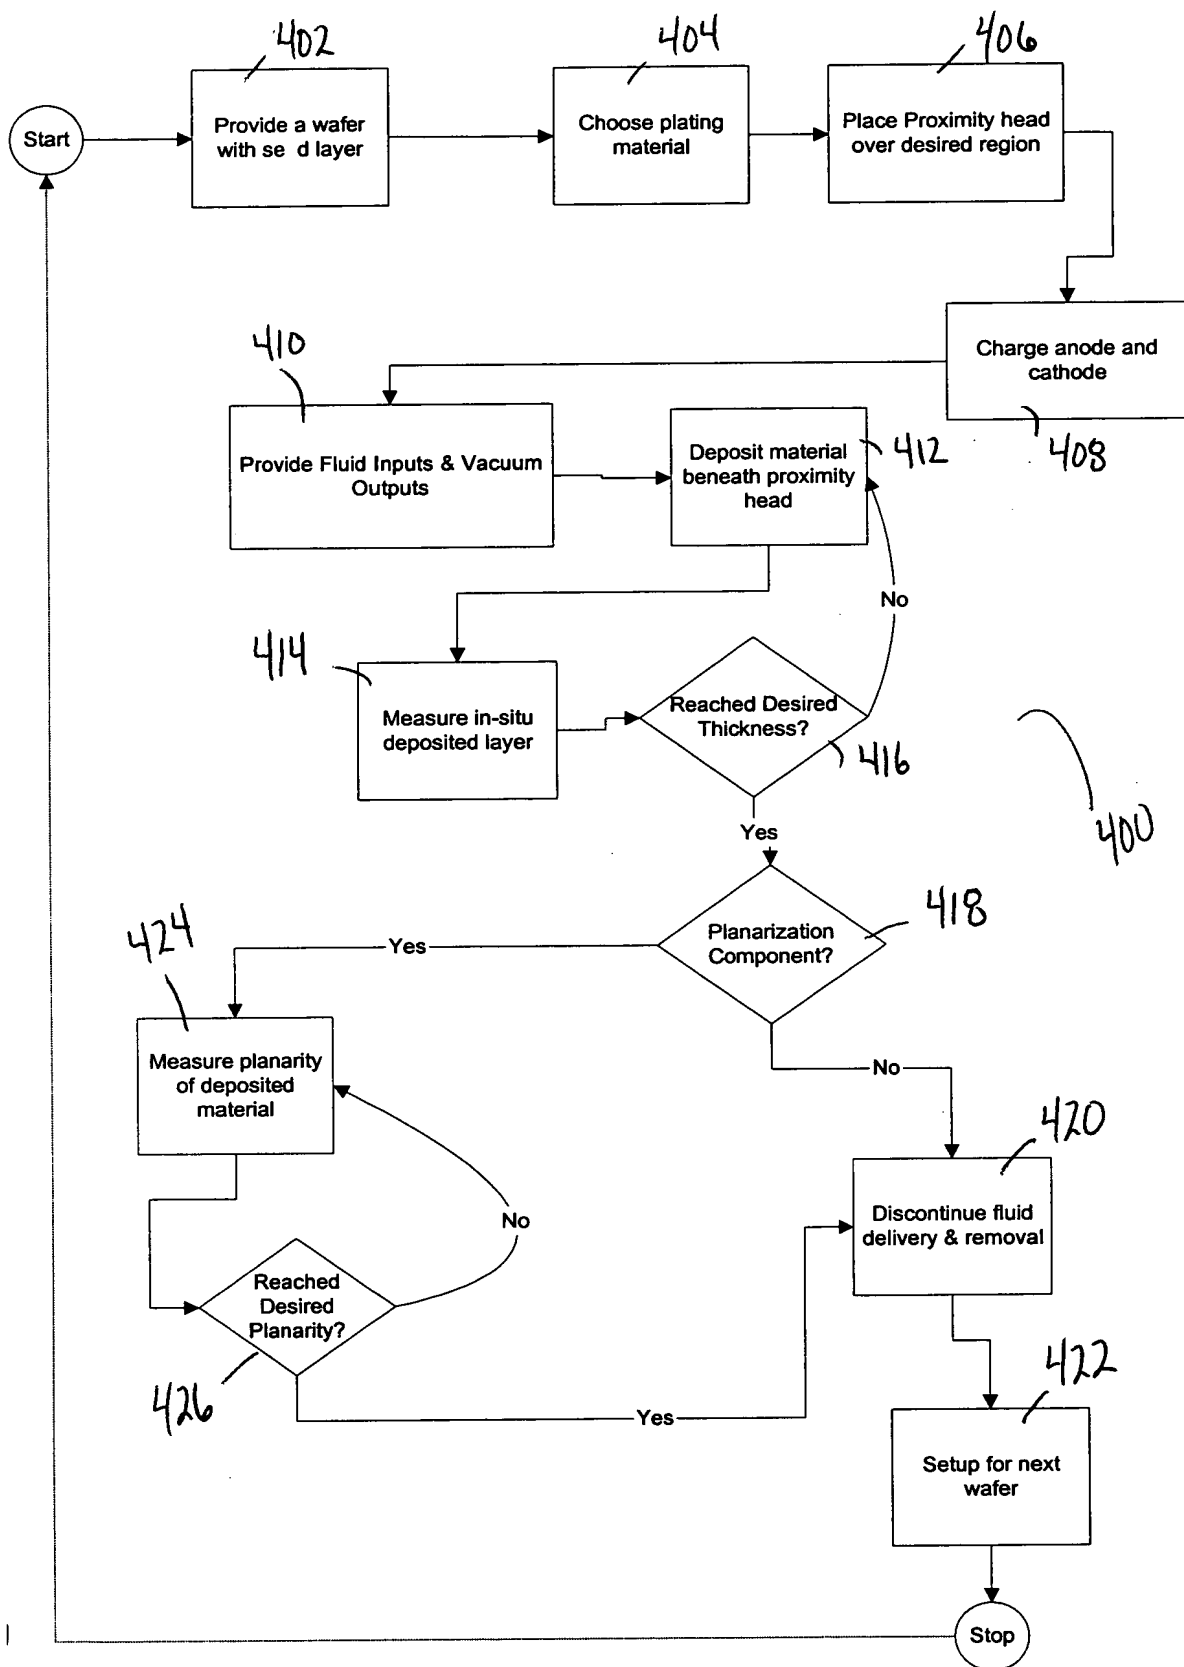 402
404
406
Start
Provide a wafer
with se d layer
Choose plating
material
Place Proximity head
over desired region
410
Charge anode and
cathode
408
Provide Fluid Inputs & Vacuum
Outputs
Deposit material
beneath proximity
head
412
No
414
Measure in-situ
deposited layer
Reached Desired
Thickness?
416
400
Yes
418
Planarization
Component?
Yes
424
No
Measure planarity
of deposited
material
420
Discontinue fluid
delivery & removal
No
Reached
Desired
Planarity?
426
Yes
422
Setup for next
wafer
Stop